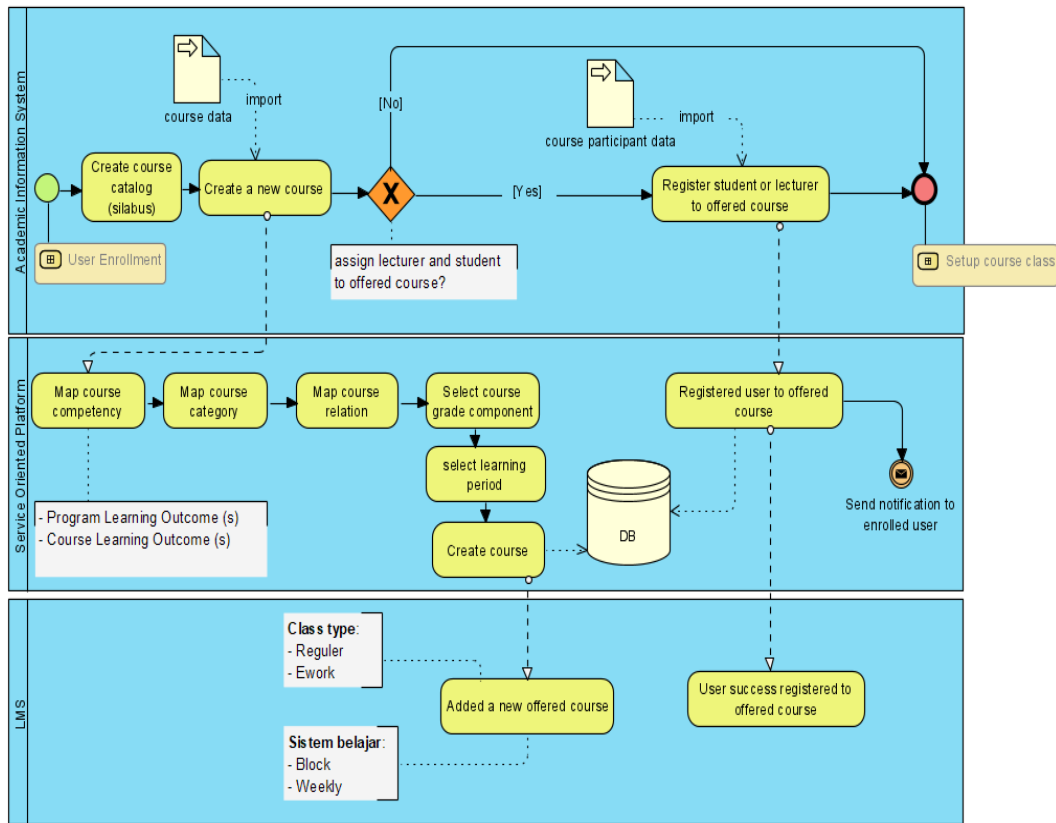 Academic Information System
course data
import
[No]
course participant data
import
Create course
catalog
(silabus)
Create a new course
X
[Yes]
Register student or lecturer
to offered course
User Enrollment
assign lecturer and student
to offered course?
Setup course class
Service Oriented Platform
Map course
competency
Map course
category
Map course
relation
Select course
grade component
Registered user to offered
course
select learning
period
- Program Learning Outcome (s)
- Course Learning Outcome (s)
Create course
DB
Send notification to
enrolled user
LMS
Class type:
- Reguler
- Ework
Added a new offered course
User success registered to
offered course
Sistem belajar:
- Block
- Weekly